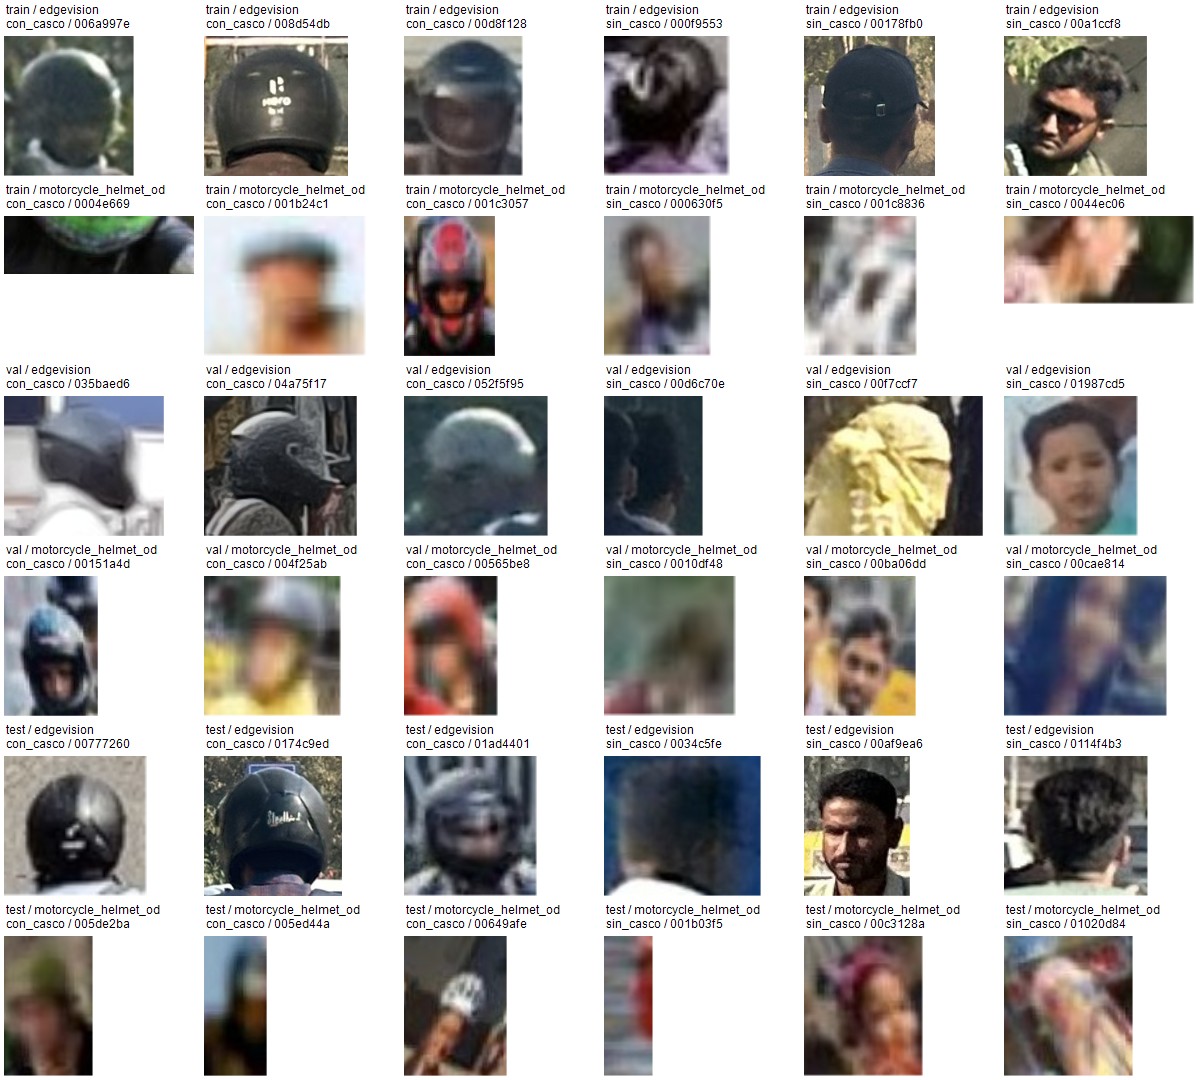 train / edgevision
con_casco / 006a997e
train / edgevision
con_casco / 008d54db
train / edgevision
con_casco / 00d8f128
train / edgevision
sin_casco / 000f9553
train / edgevision
sin_casco / 00178fb0
train / edgevision
sin_casco / 00a1ccf8
Hero
train / motorcycle_helmet_od
con_casco / 0004e669
train / motorcycle_helmet_od
con_casco / 001b24c1
train / motorcycle_helmet_od
con_casco / 001c3057
train / motorcycle_helmet_od
sin_casco / 000630f5
train / motorcycle_helmet_od
sin_casco / 001c8836
train / motorcycle_helmet_od
sin_casco / 0044ec06
val / edgevision
con_casco / 035baed6
val / edgevision
con_casco / 04a75f17
val / edgevision
con_casco / 052f5f95
val / edgevision
sin_casco / 00d6c70e
val / edgevision
sin_casco / 00f7ccf7
val / edgevision
sin_casco / 01987cd5
val / motorcycle_helmet_od
con_casco / 00151a4d
val / motorcycle_helmet_od
con_casco / 004f25ab
val / motorcycle_helmet_od
con_casco / 00565be8
val / motorcycle_helmet_od
sin_casco / 0010df48
val / motorcycle_helmet_od
sin_casco / 00ba06dd
val / motorcycle_helmet_od
sin_casco / 00cae814
test / edgevision
con_casco / 00777260
test / edgevision
con_casco / 0174c9ed
test / edgevision
con_casco / 01ad4401
test / edgevision
sin_casco / 0034c5fe
test / edgevision
sin_casco / 00af9ea6
test / edgevision
sin_casco / 0114f4b3
test / motorcycle_helmet_od
con_casco / 005de2ba
test / motorcycle_helmet_od
con_casco / 005ed44a
test / motorcycle_helmet_od
con_casco / 00649afe
test / motorcycle_helmet_od
sin_casco / 001b03f5
test / motorcycle_helmet_od
sin_casco / 00c3128a
test / motorcycle_helmet_od
sin_casco / 01020d84